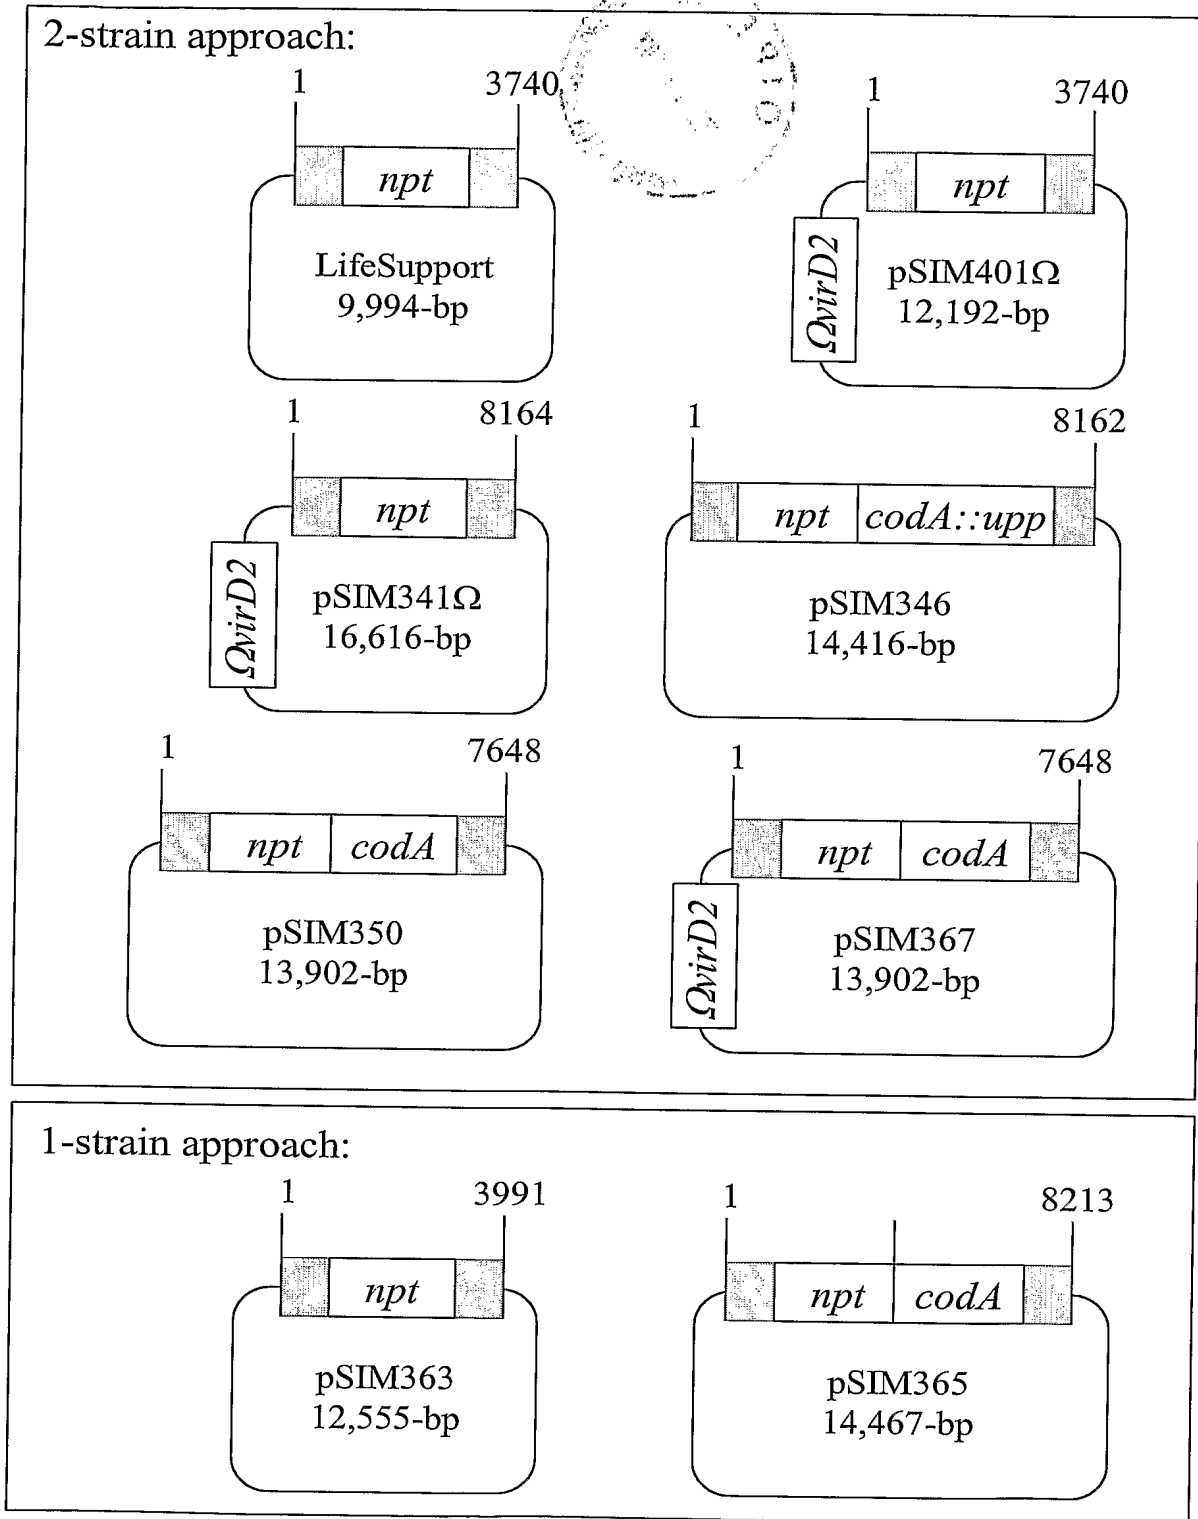 2-strain approach:
1 3740
npt
LifeSupport
9,994-bp
1 3740
npt
ΩvirD2
pSIM401Ω
12,192-bp
1 8164
npt
ΩvirD2
pSIM341Ω
16,616-bp
1 8162
npt codA::upp
pSIM346
14,416-bp
1 7648
npt codA
pSIM350
13,902-bp
1 7648
npt codA
ΩvirD2
pSIM367
13,902-bp
1-strain approach:
1 3991
npt
pSIM363
12,555-bp
1 8213
npt codA
pSIM365
14,467-bp